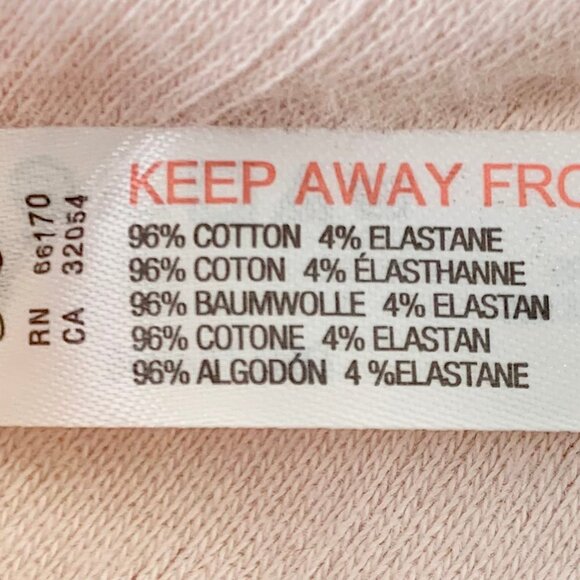 RN 66170
CA 32054
KEEP AWAY FRO
96% COTTON 4% ELASTANE
96% COTON 4% ÉLASTHANNE
96% BAUMWOLLE 4% ELASTAN
96% COTONE 4% ELASTAN
96% ALGODÓN 4 %ELASTANE